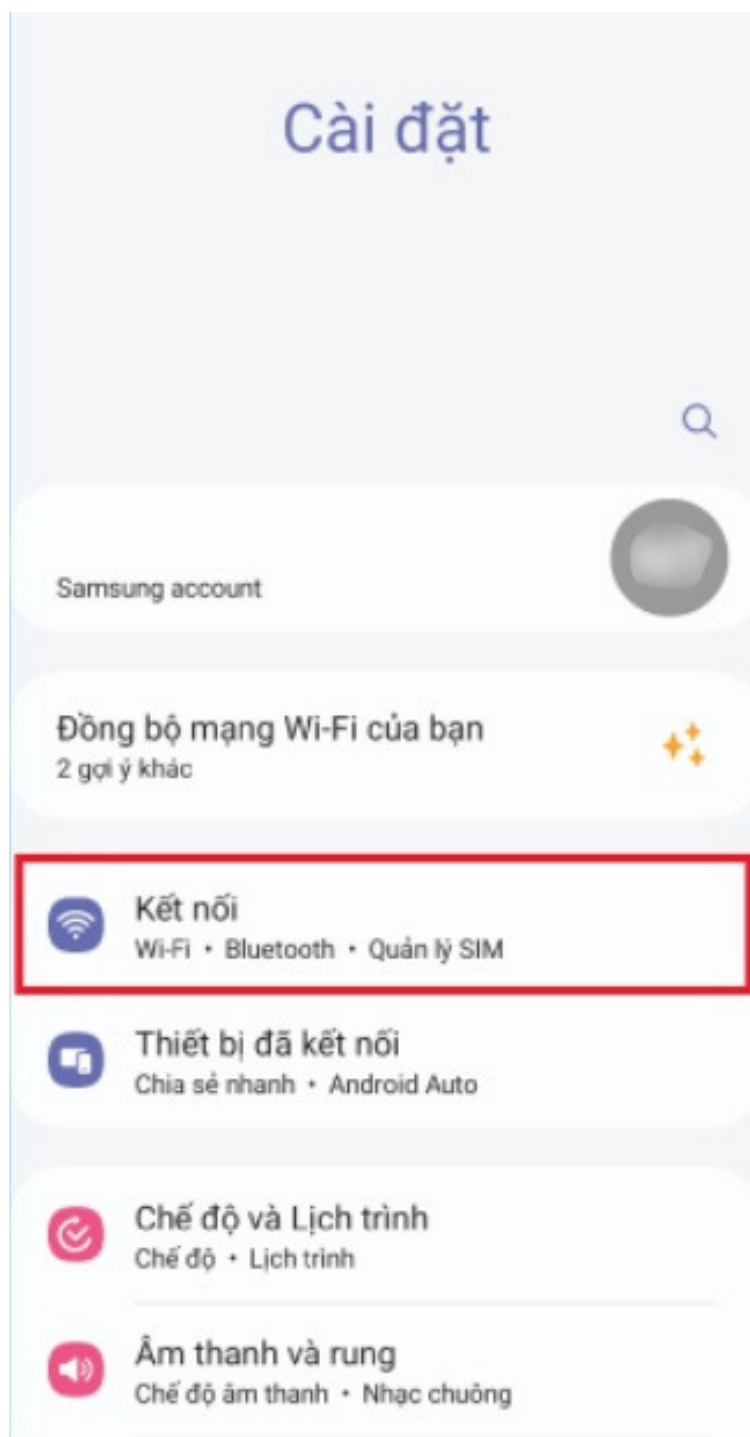 Cài đặt
Samsung account
Đồng bộ mạng Wi-Fi của bạn
2 gợi ý khác
Kết nối
Wi-Fi • Bluetooth • Quản lý SIM
Thiết bị đã kết nối
Chia sẻ nhanh • Android Auto
Chế độ và Lịch trình
Chế độ • Lịch trình
Âm thanh và rung
Chế độ âm thanh • Nhạc chuông